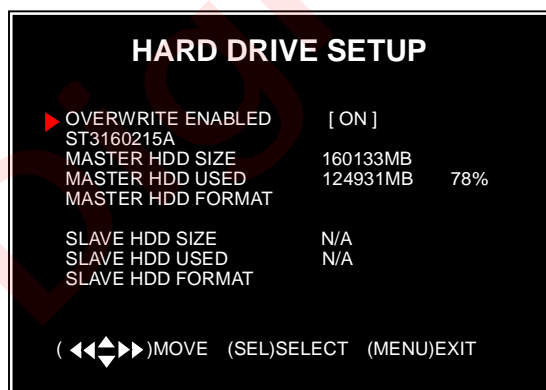 HARD DRIVE SETUP
OVERWRITE ENABLED [ ON ]
ST3160215A
MASTER HDD SIZE 160133MB
MASTER HDD USED 124931MB 78%
MASTER HDD FORMAT
SLAVE HDD SIZE N/A
SLAVE HDD USED N/A
SLAVE HDD FORMAT
( )MOVE (SEL)SELECT (MENU)EXIT